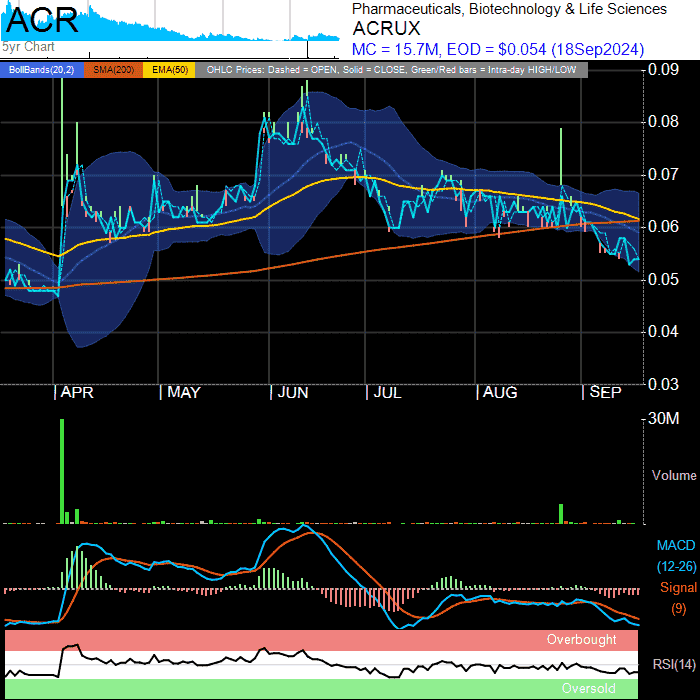 ACR
5yr Chart
Pharmaceuticals, Biotechnology & Life Sciences
ACRUX
MC = 15.7M, EOD = $0.054 (18Sep2024)
BollBands(20,2) SMA(200) EMA(50) OHLC Prices: Dashed = OPEN, Solid = CLOSE, Green/Red bars = Intra-day HIGH/LOW
0.09
0.08
0.07
0.06
0.05
0.04
0.03
APR MAY JUN JUL AUG SEP
30M
Volume
MACD
(12-26)
Signal
(9)
Overbought
RSI(14)
Oversold